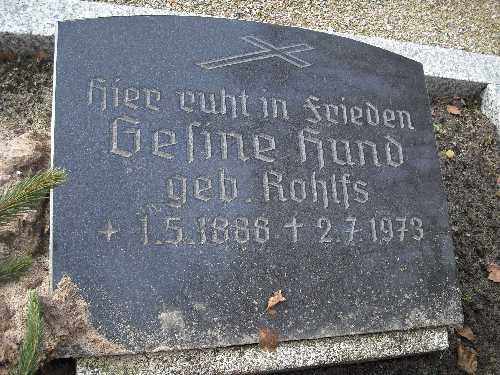 Hier ruht in Frieden
Gesine Hund
geb. Rohlfs
+ 1.5.1888 † 2.7.1973